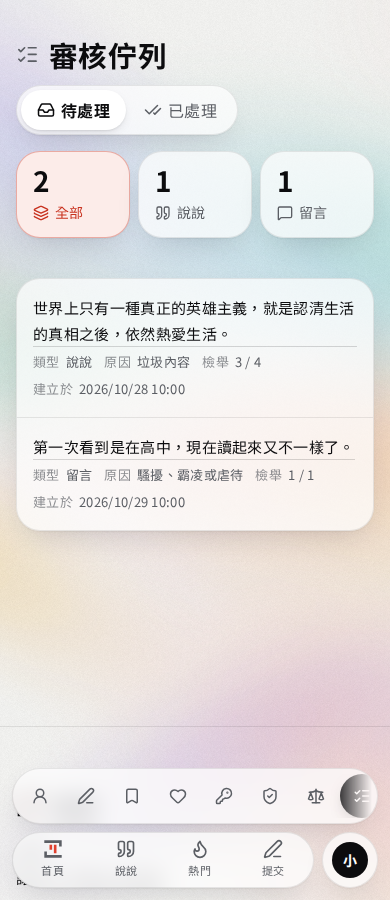 審核佇列
待處理 已處理
2 1 1
全部 說說 留言
世界上只有一種真正的英雄主義，就是認清生活
的真相之後，依然熱愛生活。
類型 說說 原因 垃圾內容 檢舉 3 / 4
建立於 2026/10/28 10:00
第一次看到是在高中，現在讀起來又不一樣了。
類型 留言 原因 騷擾、霸凌或虐待 檢舉 1 / 1
建立於 2026/10/29 10:00
首頁 說說 熱門 提交 小